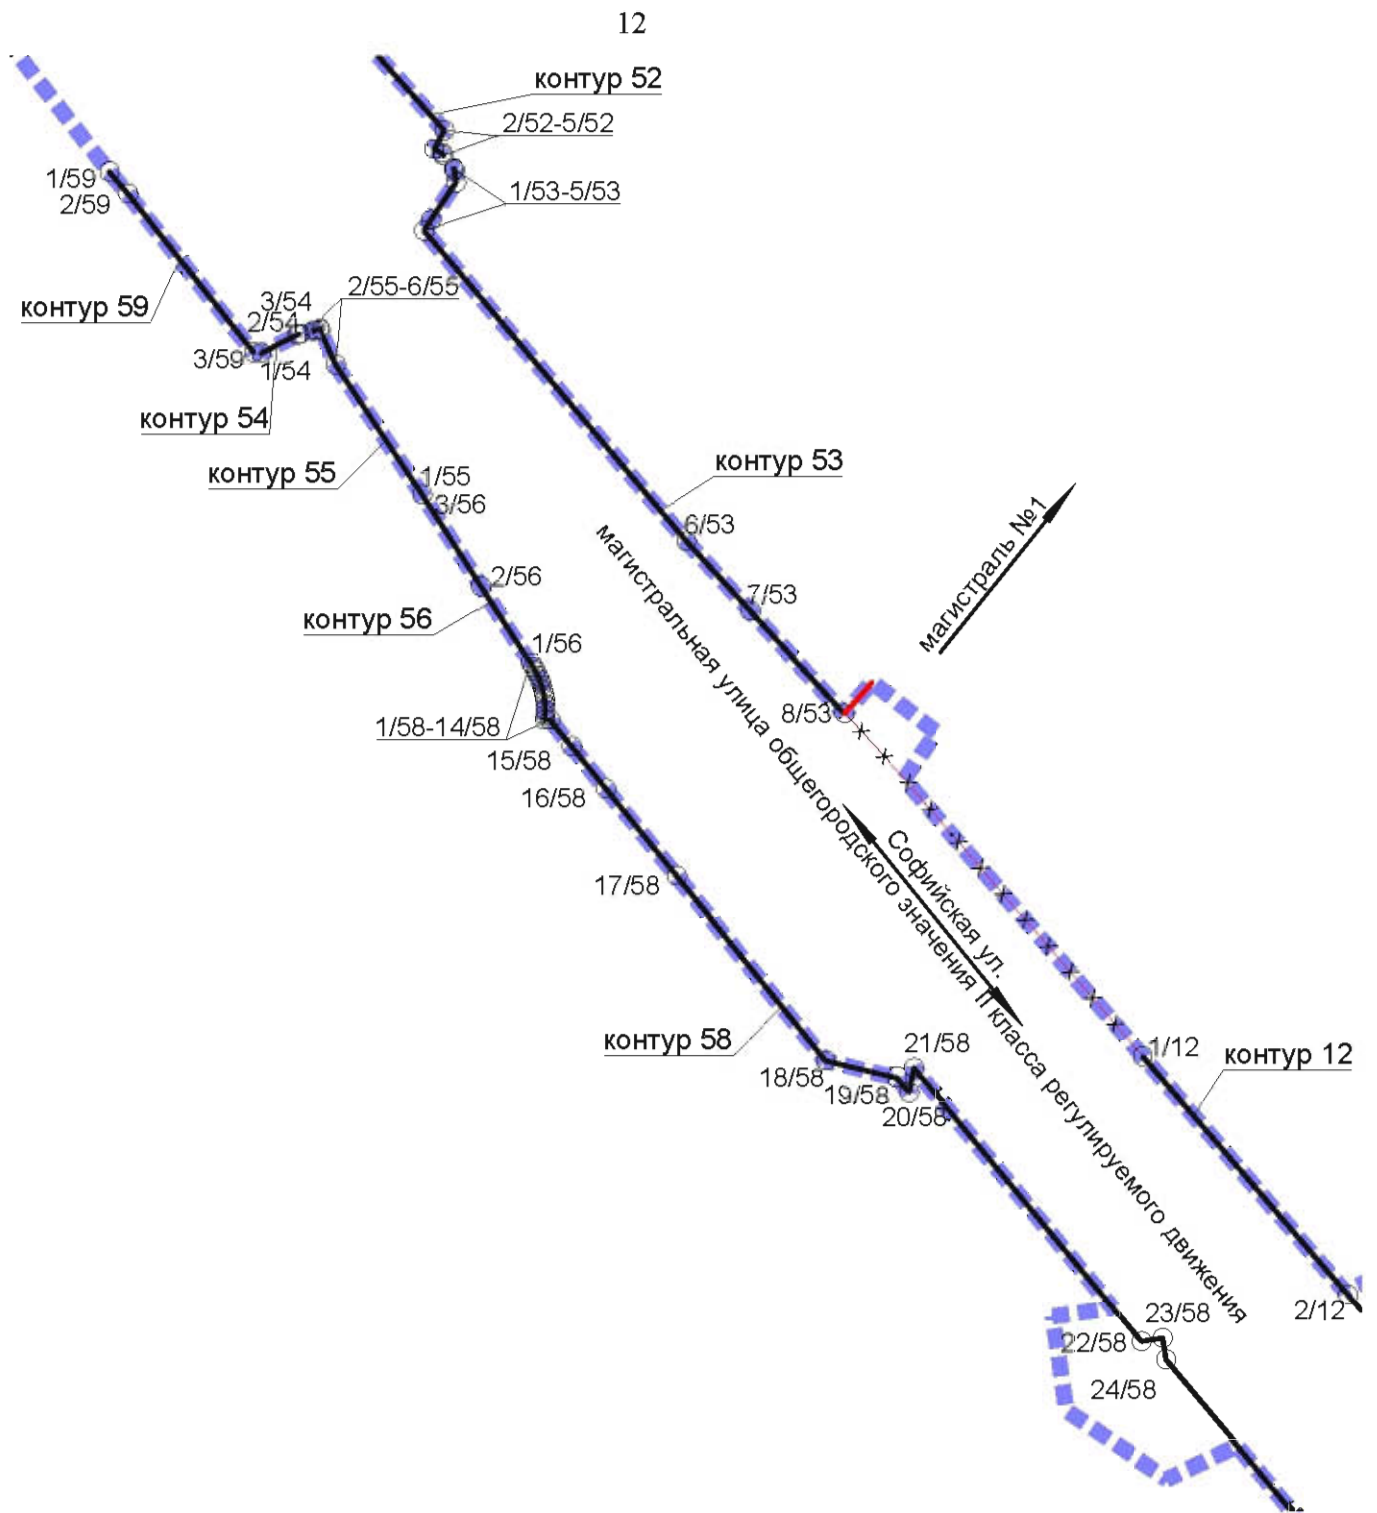 12
контур 52
2/52-5/52
1/59
2/59
1/53-5/53
контур 59
2/55-6/55
3/54
2/54
3/59
1/54
контур 54
контур 55
1/55
3/56
контур 53
6/53
магистраль №1
2/56
контур 56
7/53
1/56
8/53
1/58-14/58
15/58
16/58
17/58
магистральная улица общегородского значения II класса регулируемого движения
Софийская ул.
контур 58
18/58
19/58
20/58
21/58
1/12
контур 12
2/12
23/58
22/58
24/58